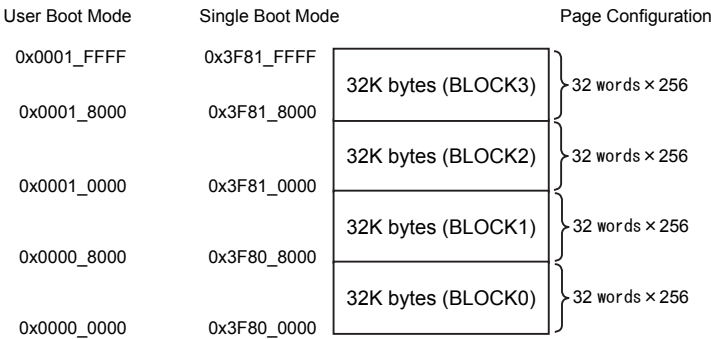 User Boot Mode Single Boot Mode Page Configuration
0x0001_FFFF 0x3F81_FFFF
32K bytes (BLOCK3) 32 words×256
0x0001_8000 0x3F81_8000
32K bytes (BLOCK2) 32 words×256
0x0001_0000 0x3F81_0000
32K bytes (BLOCK1) 32 words×256
0x0000_8000 0x3F80_8000
32K bytes (BLOCK0) 32 words×256
0x0000_0000 0x3F80_0000